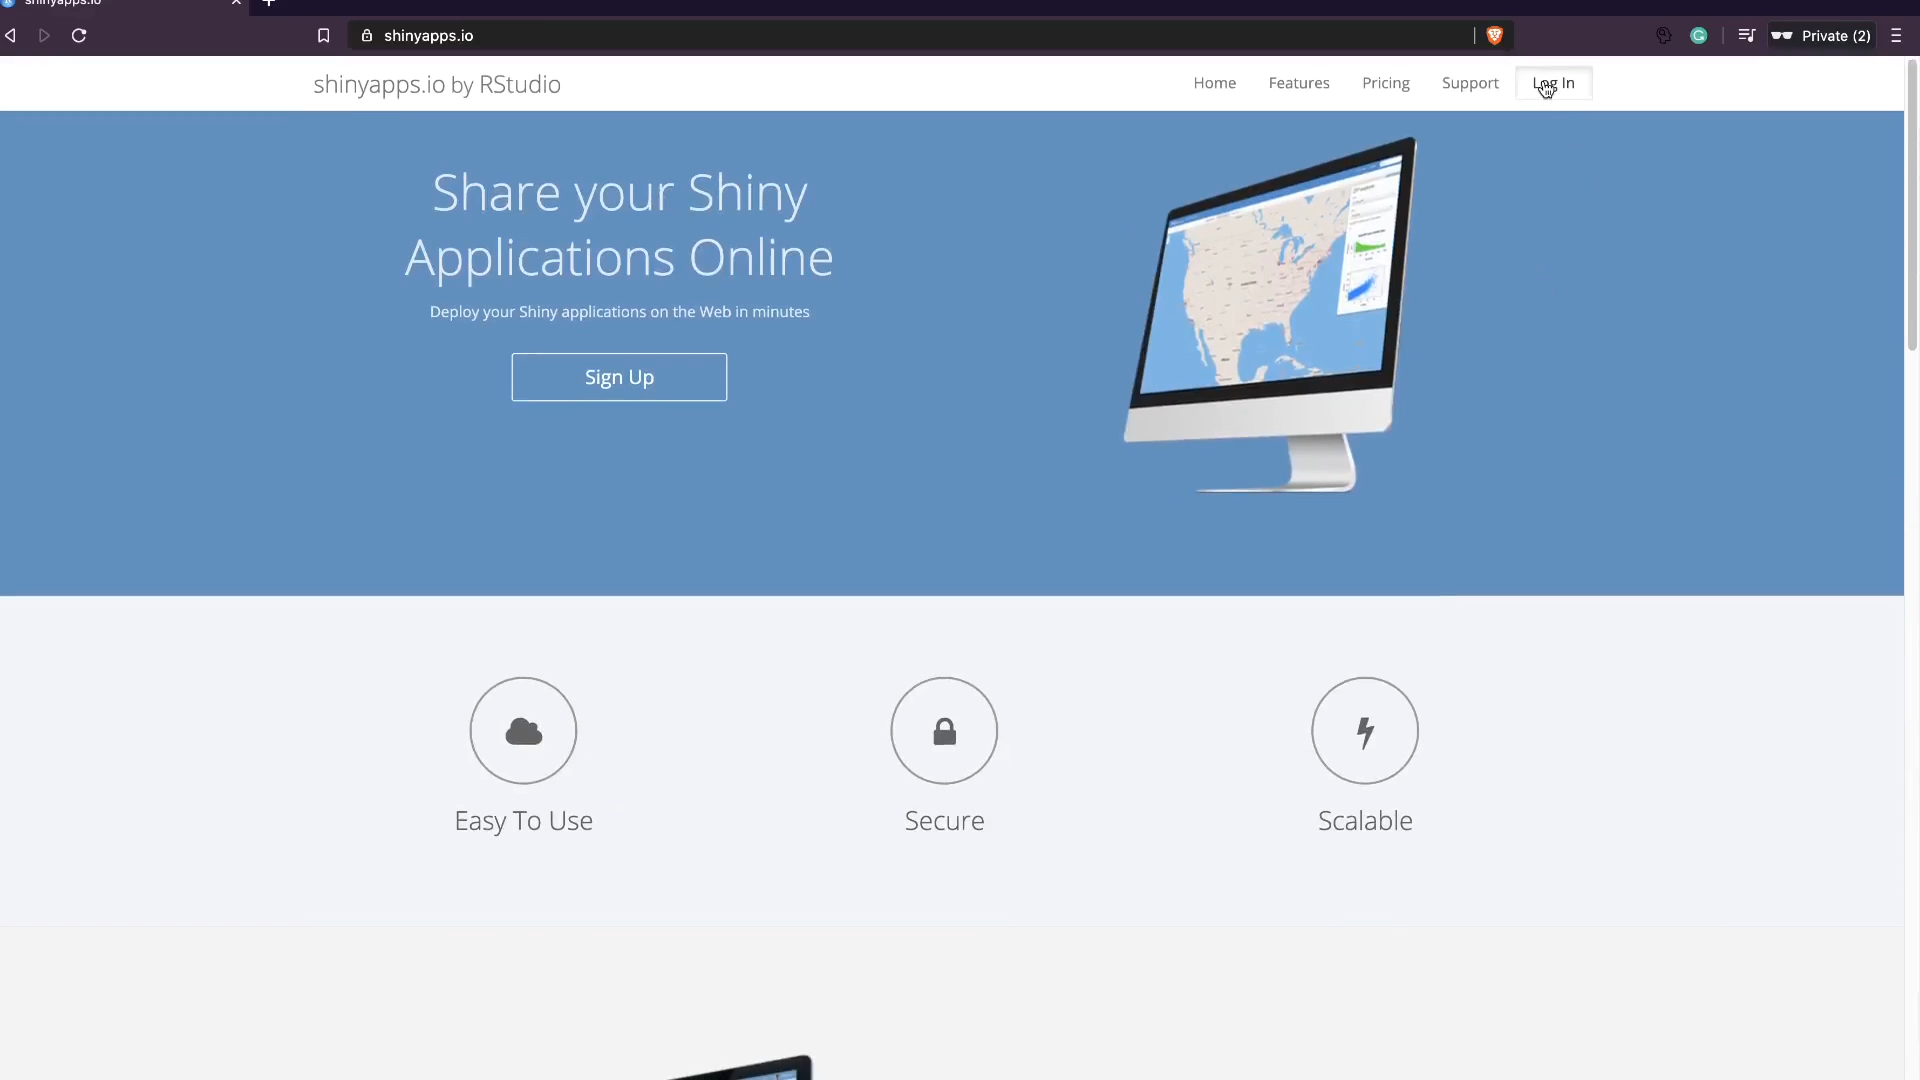 shinyapps.io
shinyapps.io
Private (2)
shinyapps.io by RStudio
Home Features Pricing Support Log In
Share your Shiny
Applications Online
Deploy your Shiny applications on the Web in minutes
Sign Up
Easy To Use
Secure
Scalable